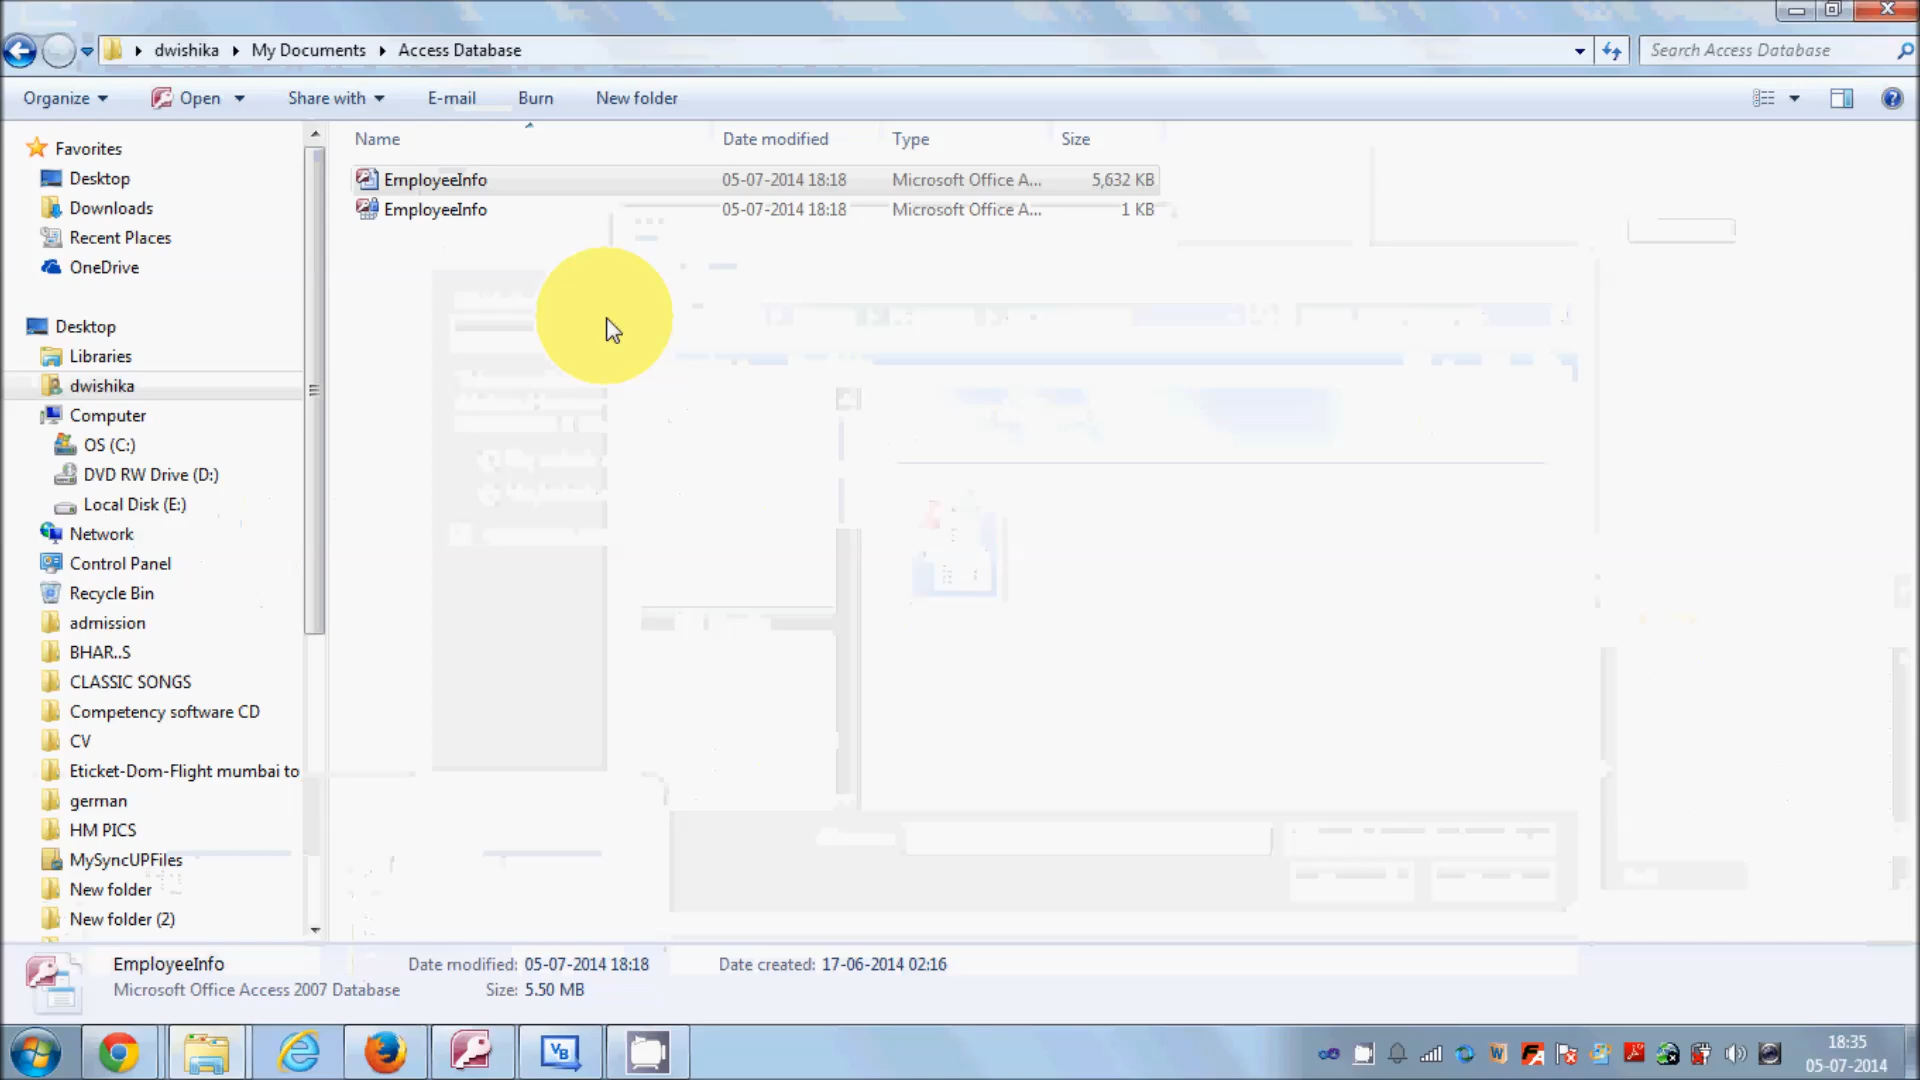 dwishika My Documents Access Database
Search Access Database
Organize Open Share with E-mail Burn New folder
Name Date modified Type Size
EmployeeInfo 05-07-2014 18:18 Microsoft Office A... 5,632 KB
EmployeeInfo 05-07-2014 18:18 Microsoft Office A... 1 KB
Favorites
Desktop
Downloads
Recent Places
OneDrive
Desktop
Libraries
dwishika
Computer
OS (C:)
DVD RW Drive (D:)
Local Disk (E:)
Network
Control Panel
Recycle Bin
admission
BHAR..S
CLASSIC SONGS
Competency software CD
CV
Eticket-Dom-Flight mumbai to
german
HM PICS
MySyncUPFiles
New folder
New folder (2)
EmployeeInfo Date modified: 05-07-2014 18:18 Date created: 17-06-2014 02:16
Microsoft Office Access 2007 Database Size: 5.50 MB
VB
18:35
05-07-2014